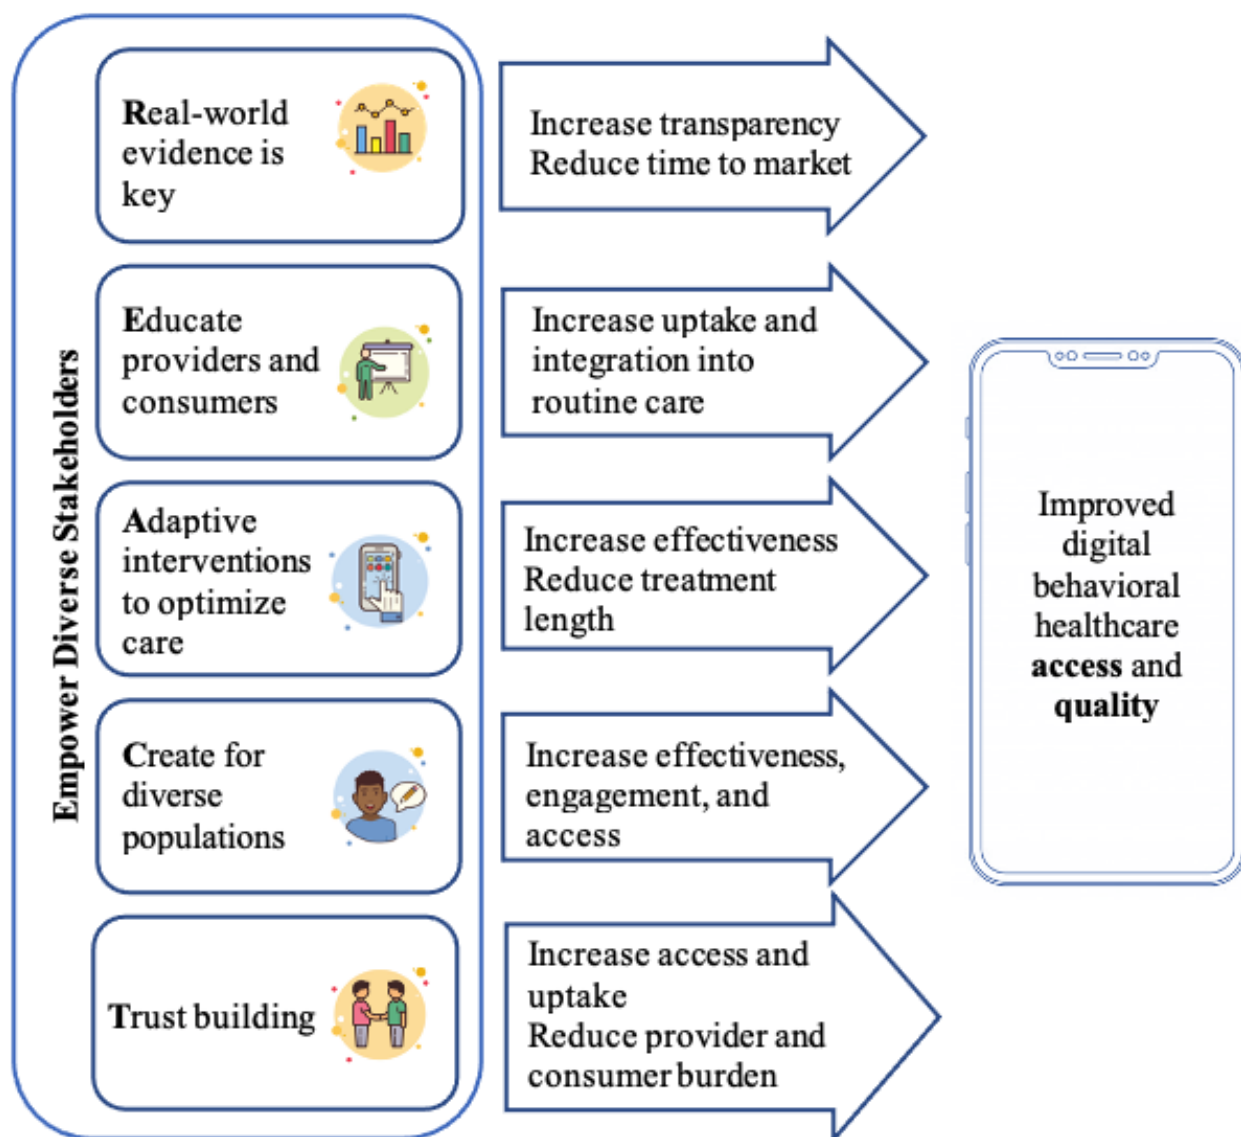 Empower Diverse Stakeholders
Real-world
evidence is
key
Increase transparency
Reduce time to market
Educate
providers and
consumers
Increase uptake and
integration into
routine care
Adaptive
interventions
to optimize
care
Increase effectiveness
Reduce treatment
length
Create for
diverse
populations
Increase effectiveness,
engagement, and
access
Trust building
Increase access and
uptake
Reduce provider and
consumer burden
Improved
digital
behavioral
healthcare
access and
quality